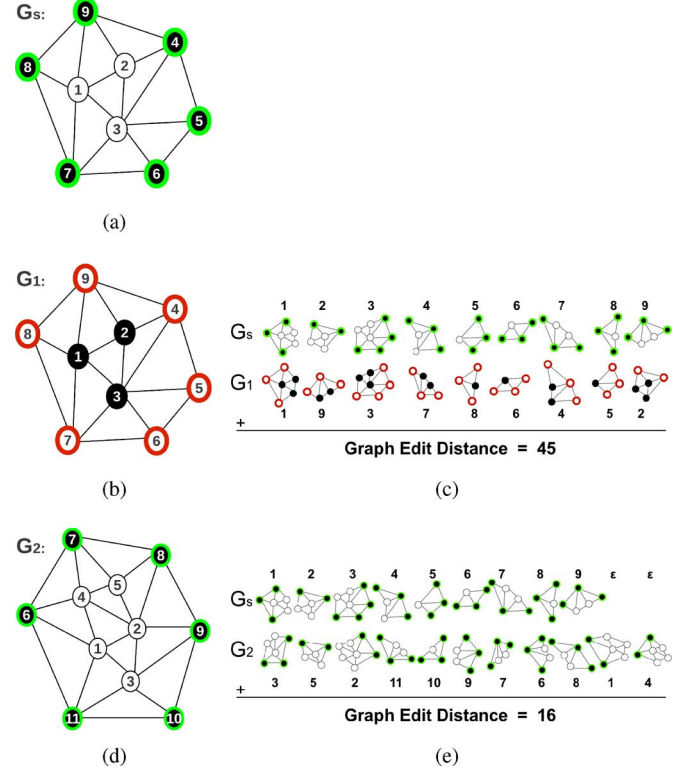 Gs:
9
4
8
2
1
3
5
7
6
(a)
G1:
9
4
8
2
1
3
5
7
6
(b)
1 2 3 4 5 6 7 8 9
Gs
G1
1 9 3 7 8 6 4 5 2
+
Graph Edit Distance = 45
(c)
G2:
7
8
5
4
6
2
9
1
3
11
10
(d)
1 2 3 4 5 6 7 8 9 ε ε
Gs
G2
3 5 2 11 10 9 7 6 8 1 4
+
Graph Edit Distance = 16
(e)